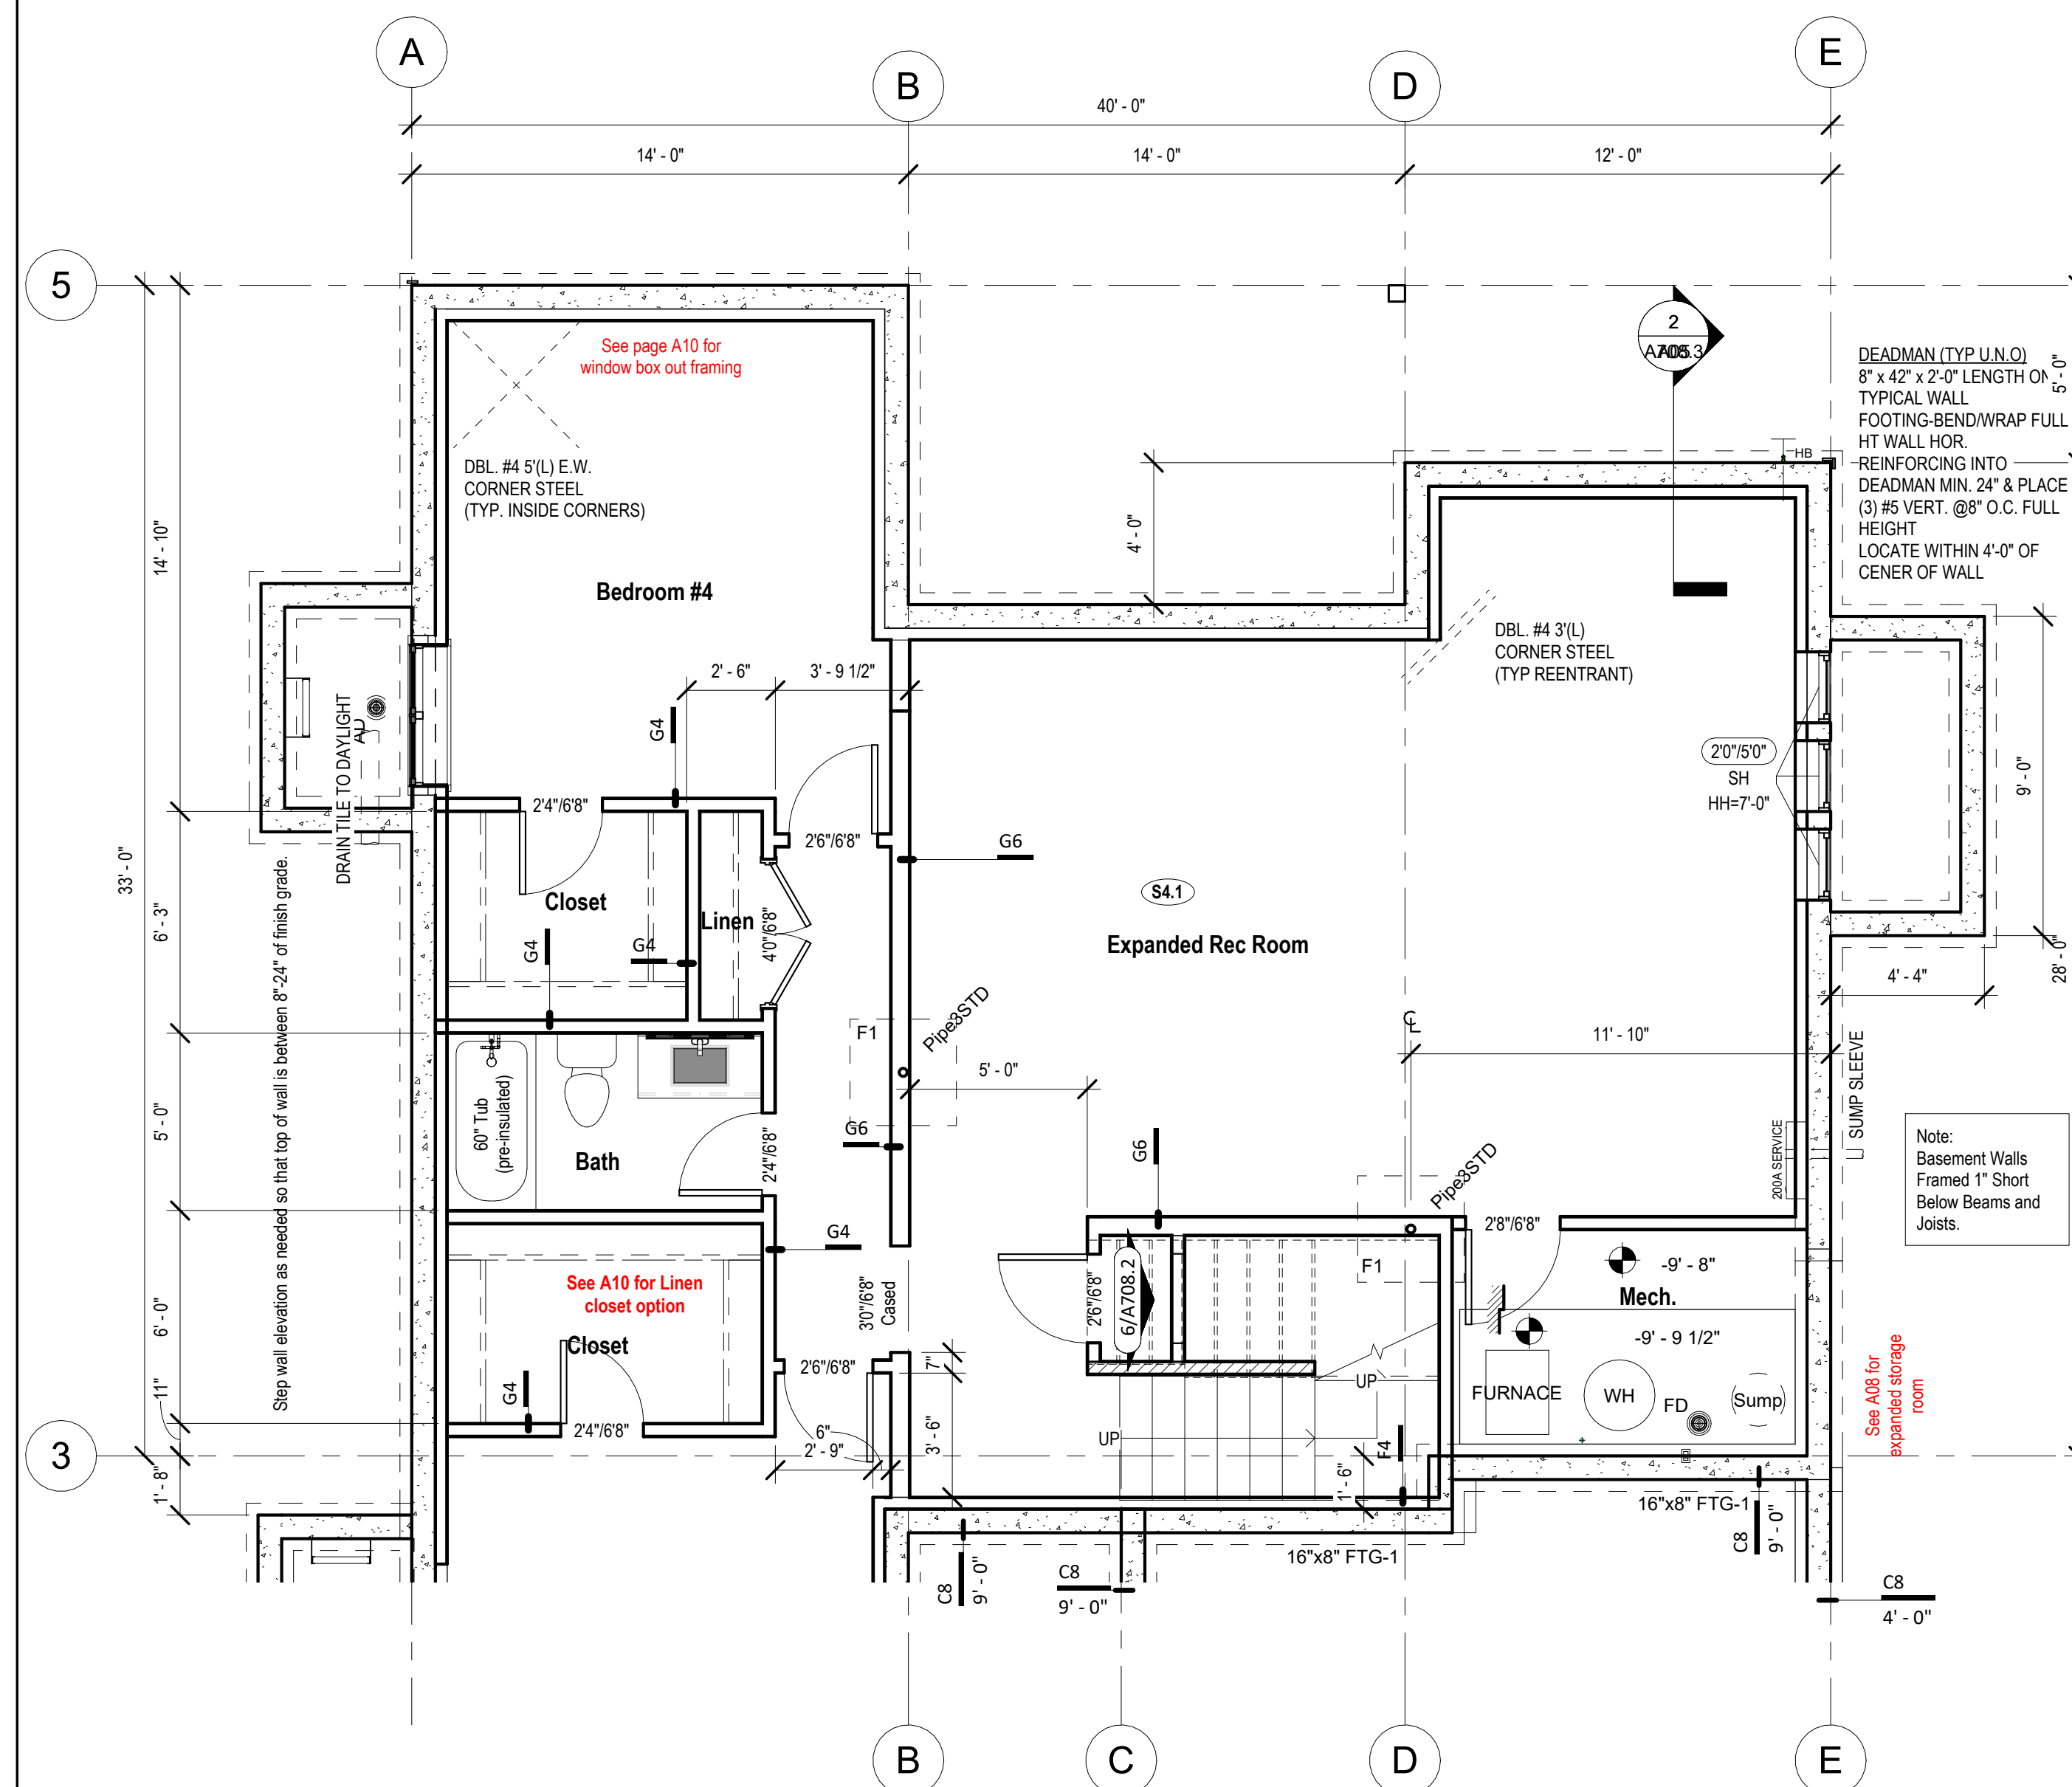 A
B
D
E
40' - 0"
14' - 0"
14' - 0"
12' - 0"
5
2
See page A10 for
window box out framing
DEADMAN (TYP U.N.O)
8" x 42" x 2'-0" LENGTH ON
TYPICAL WALL
FOOTING-BEND/WRAP FULL
HT WALL HOR.
REINFORCING INTO
DEADMAN MIN. 24" & PLACE
(3) #5 VERT. @8" O.C. FULL
HEIGHT
LOCATE WITHIN 4'-0" OF
CENER OF WALL
5' - 0"
HB
DBL. #4 5'(L) E.W.
CORNER STEEL
(TYP. INSIDE CORNERS)
4' - 0"
14' - 10"
Bedroom #4
DBL. #4 3'(L)
CORNER STEEL
(TYP REENTRANT)
2' - 6"
3' - 9 1/2"
G4
AD
DRAIN TILE TO DAYLIGHT
2'0"/5'0"
SH
HH=7'-0"
9' - 0"
2'4"/6'8"
2'6"/6'8"
G6
33' - 0"
6' - 3"
Closet
Linen
4'0"/6'8"
G4
G4
S4.1
Expanded Rec Room
28' - 0"
4' - 4"
Step wall elevation as needed so that top of wall is between 8"-24" of finish grade.
F1
Pipe3STD
CL
11' - 10"
5' - 0"
SUMP SLEEVE
5' - 0"
60" Tub
(pre-insulated)
Bath
2'4"/6'8"
G6
G6
200A SERVICE
Note:
Basement Walls
Framed 1" Short
Below Beams and
Joists.
Pipe3STD
2'8"/6'8"
G4
F1
-9' - 8"
Mech.
-9' - 9 1/2"
6' - 0"
See A10 for Linen
closet option
Closet
3'0"/6'8"
Cased
2'6"/6'8"
6/A708.2
See A08 for
expanded storage
room
G4
2'6"/6'8"
7"
UP
FURNACE
WH
FD
Sump
11"
2'4"/6'8"
6"
2' - 9"
3' - 6"
UP
F4
3
1' - 8"
1' - 6"
16"x8" FTG-1
16"x8" FTG-1
C8
9' - 0"
C8
9' - 0"
C8
9' - 0"
C8
4' - 0"
B
C
D
E